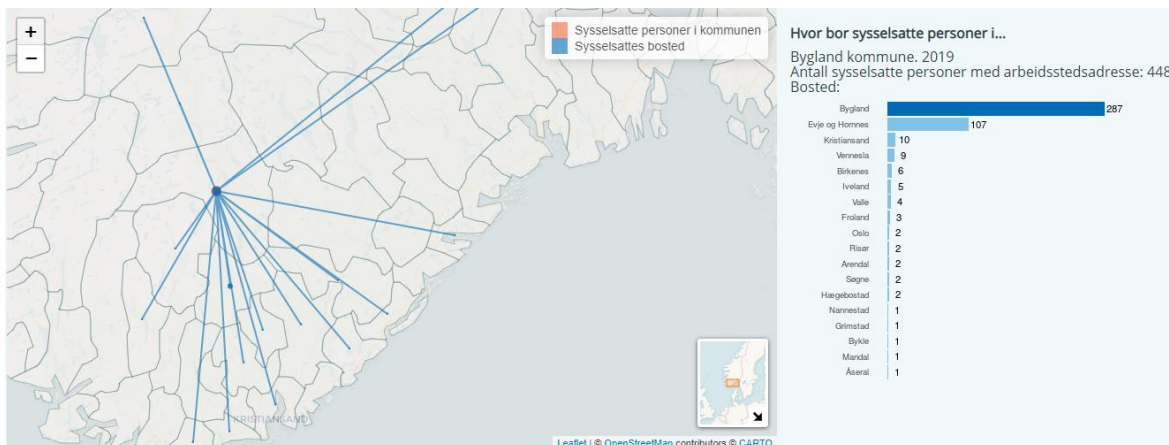 +
−
Sysselsatte personer i kommunen
Sysselsattes bosted
KRISTIANSAND
Leaflet | © OpenStreetMap contributors © CARTO
Hvor bor sysselsatte personer i...
Bygland kommune. 2019
Antall sysselsatte personer med arbeidsstedsadresse: 448
Bosted:
Bygland 287
Evje og Hornnes 107
Kristiansand 10
Vennesla 9
Birkenes 6
Iveland 5
Valle 4
Froland 3
Oslo 2
Risør 2
Arendal 2
Søgne 2
Hægebostad 2
Nannestad 1
Grimstad 1
Bykle 1
Mandal 1
Åseral 1